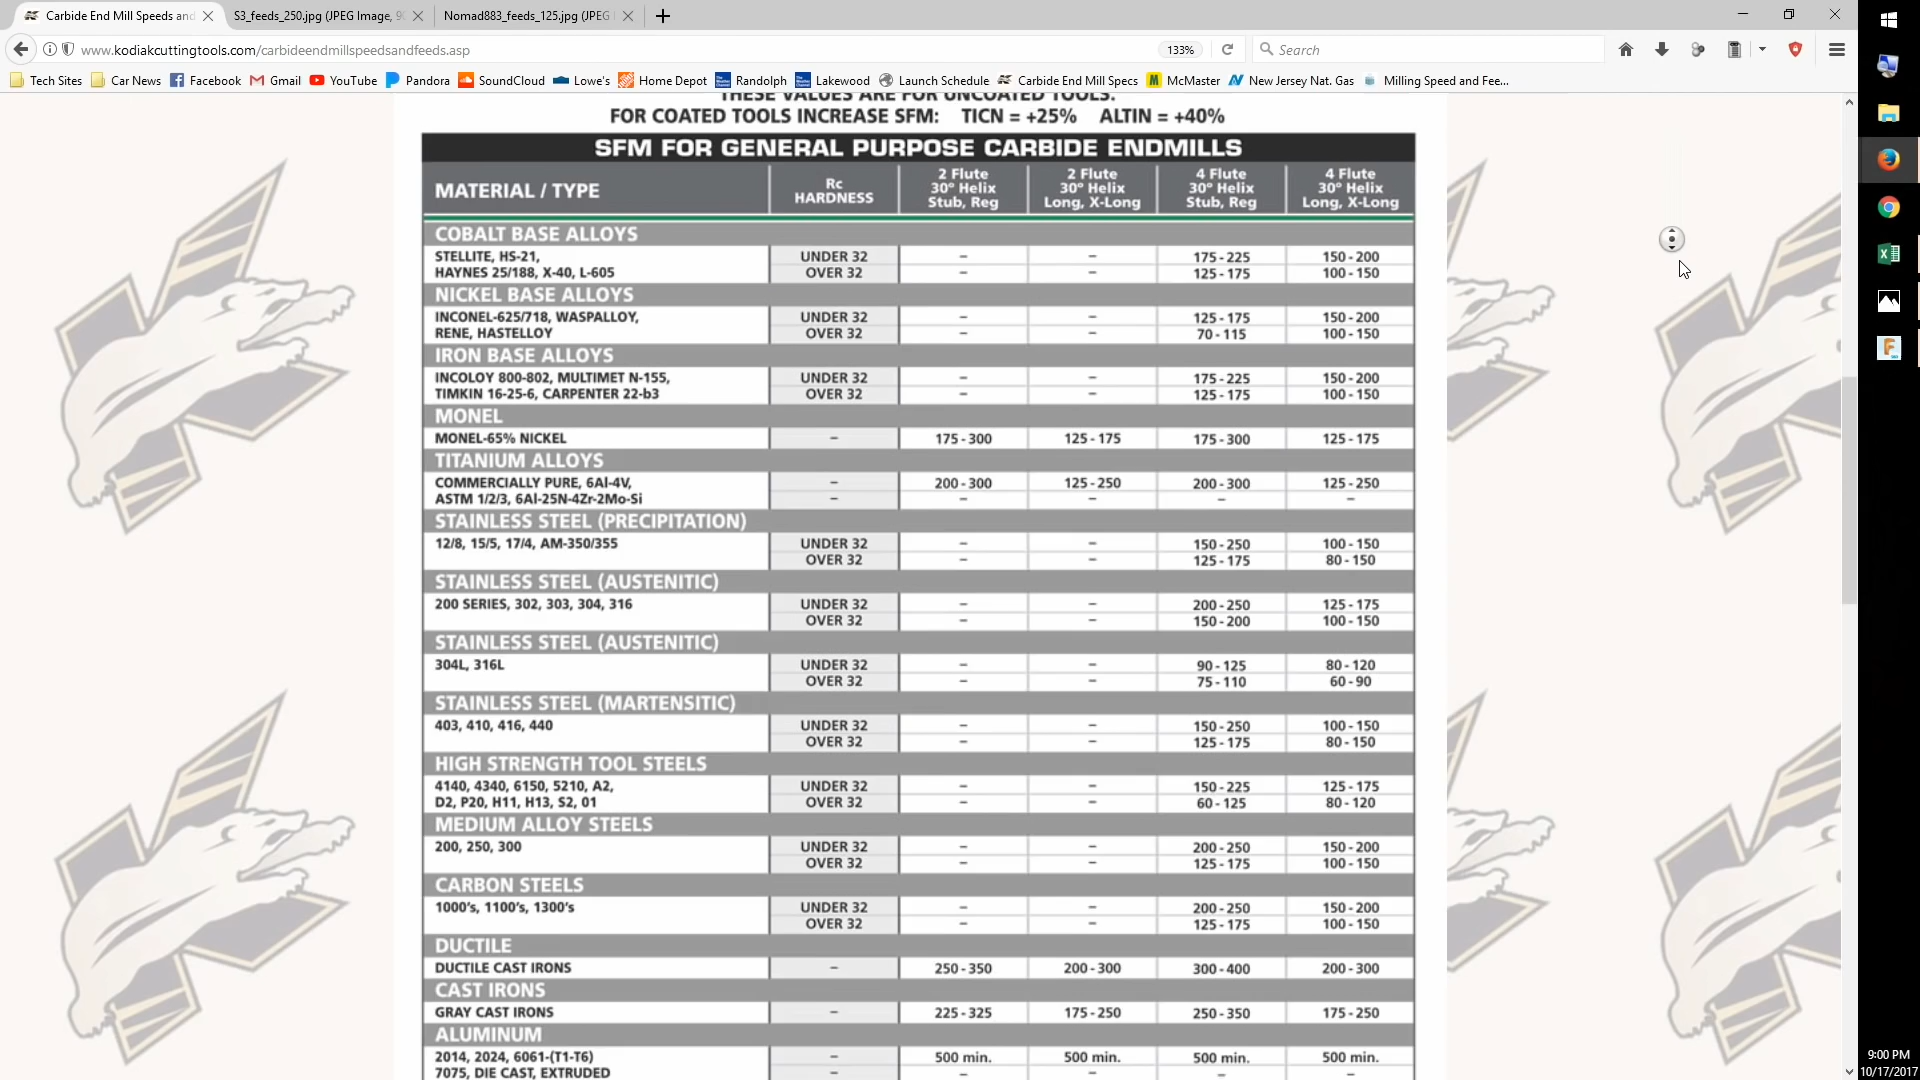 Carbide End Mill Speeds and
S3_feeds_250.jpg (JPEG Image, 9
Nomad883_feeds_125.jpg (JPEG I
www.kodiakcuttingtools.com/carbideendmillspeedsandfeeds.asp
133%
Search
Tech Sites Car News Facebook Gmail YouTube Pandora SoundCloud Lowe's Home Depot Randolph Lakewood Launch Schedule Carbide End Mill Specs McMaster New Jersey Nat. Gas Milling Speed and Fee...
THESE VALUES ARE FOR UNCOATED TOOLS.
FOR COATED TOOLS INCREASE SFM: TICN = +25% ALTIN = +40%
SFM FOR GENERAL PURPOSE CARBIDE ENDMILLS
MATERIAL / TYPE
Rc
HARDNESS
2 Flute
30° Helix
Stub, Reg
2 Flute
30° Helix
Long, X-Long
4 Flute
30° Helix
Stub, Reg
4 Flute
30° Helix
Long, X-Long
COBALT BASE ALLOYS
STELLITE, HS-21, UNDER 32 – – 175 - 225 150 - 200
HAYNES 25/188, X-40, L-605 OVER 32 – – 125 - 175 100 - 150
NICKEL BASE ALLOYS
INCONEL-625/718, WASPALLOY, UNDER 32 – – 125 - 175 150 - 200
RENE, HASTELLOY OVER 32 – – 70 - 115 100 - 150
IRON BASE ALLOYS
INCOLOY 800-802, MULTIMET N-155, UNDER 32 – – 175 - 225 150 - 200
TIMKIN 16-25-6, CARPENTER 22-b3 OVER 32 – – 125 - 175 100 - 150
MONEL
MONEL-65% NICKEL – 175 - 300 125 - 175 175 - 300 125 - 175
TITANIUM ALLOYS
COMMERCIALLY PURE, 6Al-4V, – 200 - 300 125 - 250 200 - 300 125 - 250
ASTM 1/2/3, 6Al-25N-4Zr-2Mo-Si – – – – –
STAINLESS STEEL (PRECIPITATION)
12/8, 15/5, 17/4, AM-350/355 UNDER 32 – – 150 - 250 100 - 150
OVER 32 – – 125 - 175 80 - 150
STAINLESS STEEL (AUSTENITIC)
200 SERIES, 302, 303, 304, 316 UNDER 32 – – 200 - 250 125 - 175
OVER 32 – – 150 - 200 100 - 150
STAINLESS STEEL (AUSTENITIC)
304L, 316L UNDER 32 – – 90 - 125 80 - 120
OVER 32 – – 75 - 110 60 - 90
STAINLESS STEEL (MARTENSITIC)
403, 410, 416, 440 UNDER 32 – – 150 - 250 100 - 150
OVER 32 – – 125 - 175 80 - 150
HIGH STRENGTH TOOL STEELS
4140, 4340, 6150, 5210, A2, UNDER 32 – – 150 - 225 125 - 175
D2, P20, H11, H13, S2, 01 OVER 32 – – 60 - 125 80 - 120
MEDIUM ALLOY STEELS
200, 250, 300 UNDER 32 – – 200 - 250 150 - 200
OVER 32 – – 125 - 175 100 - 150
CARBON STEELS
1000's, 1100's, 1300's UNDER 32 – – 200 - 250 150 - 200
OVER 32 – – 125 - 175 100 - 150
DUCTILE
DUCTILE CAST IRONS – 250 - 350 200 - 300 300 - 400 200 - 300
CAST IRONS
GRAY CAST IRONS – 225 - 325 175 - 250 250 - 350 175 - 250
ALUMINUM
2014, 2024, 6061-(T1-T6) – 500 min. 500 min. 500 min. 500 min.
7075, DIE CAST, EXTRUDED – – – – –
9:00 PM
10/17/2017